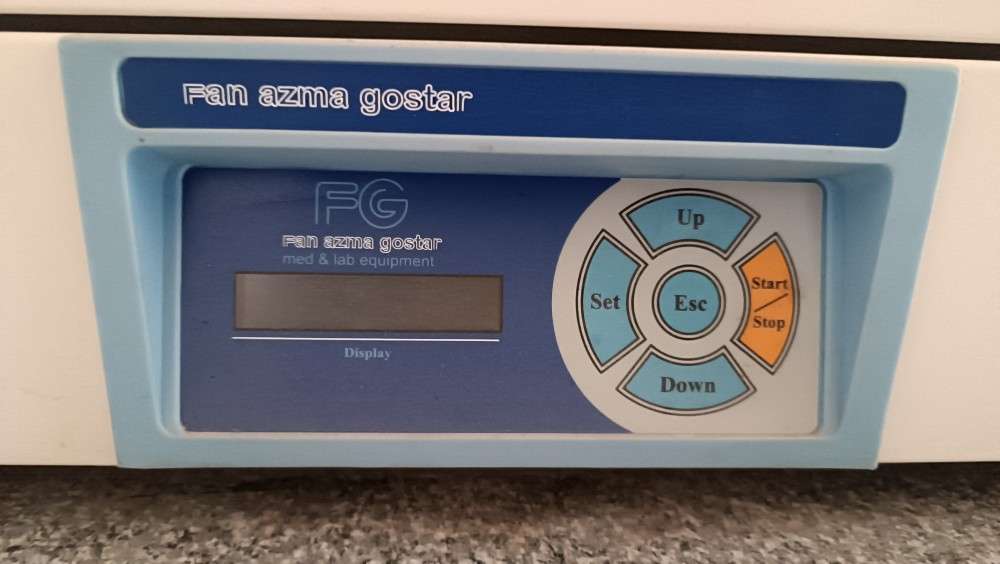 Fan azma gostar
FG
Fan azma gostar
med & lab equipment
Display
Up
Set
Esc
Start
Stop
Down